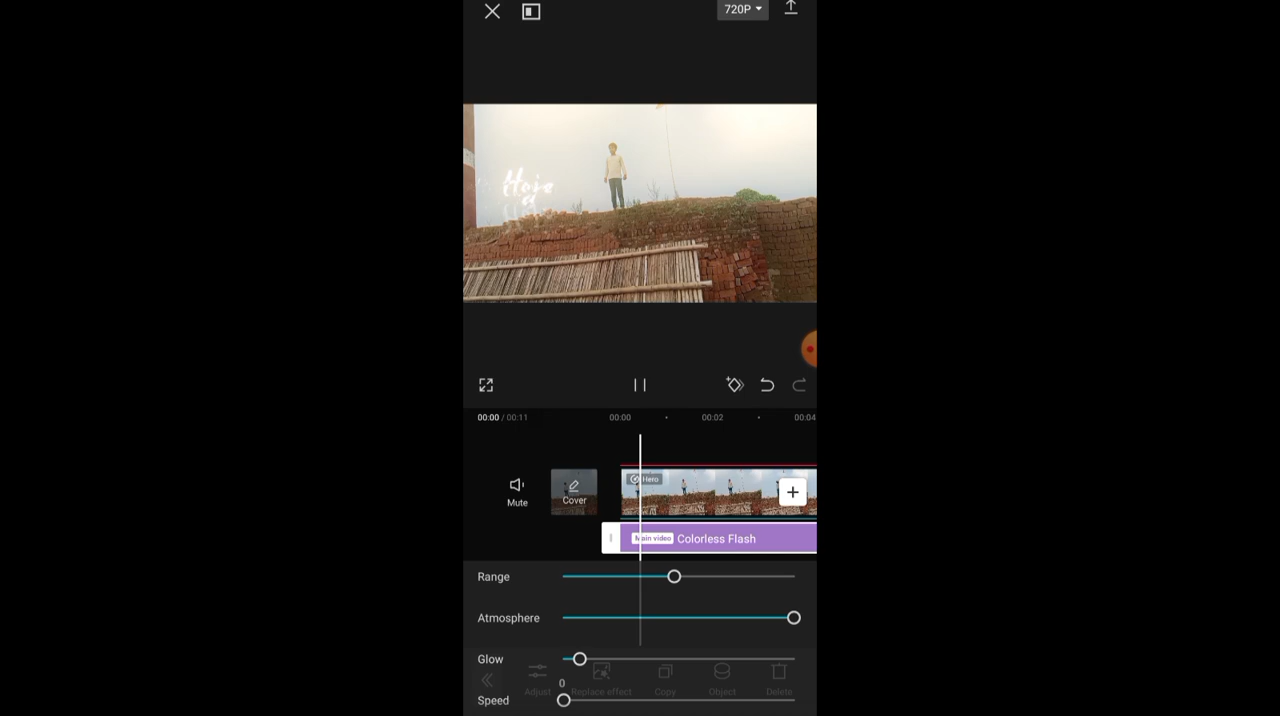 720P
00:00 / 00:11
00:00
00:02
00:04
Mute
Cover
Hero
Main video
Colorless Flash
Range
Atmosphere
Glow
Adjust
Replace effect
Copy
Object
Delete
0
Speed